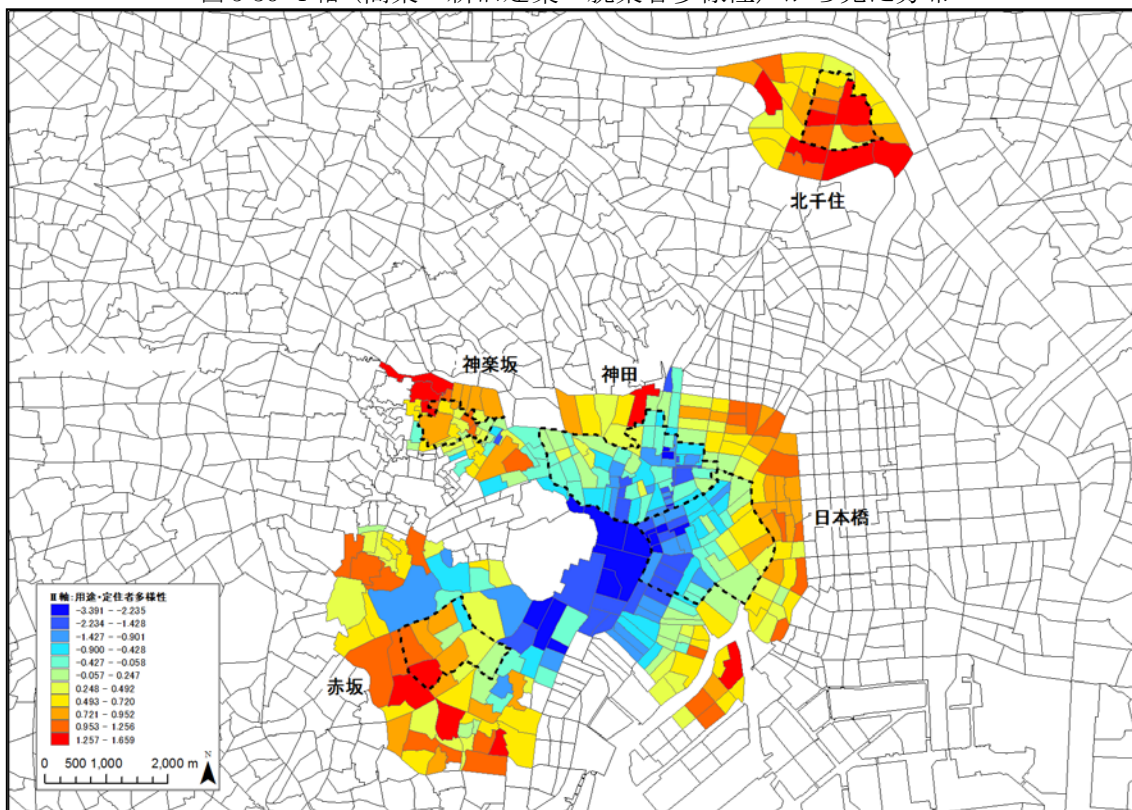 北千住
神楽坂
神田
日本橋
赤坂
Ⅱ軸:用途・定住者多様性
-3.391 - -2.235
-2.234 - -1.428
-1.427 - -0.901
-0.900 - -0.428
-0.427 - -0.058
-0.057 - 0.247
0.248 - 0.492
0.493 - 0.720
0.721 - 0.952
0.953 - 1.256
1.257 - 1.659
N
0 500 1,000 2,000 m